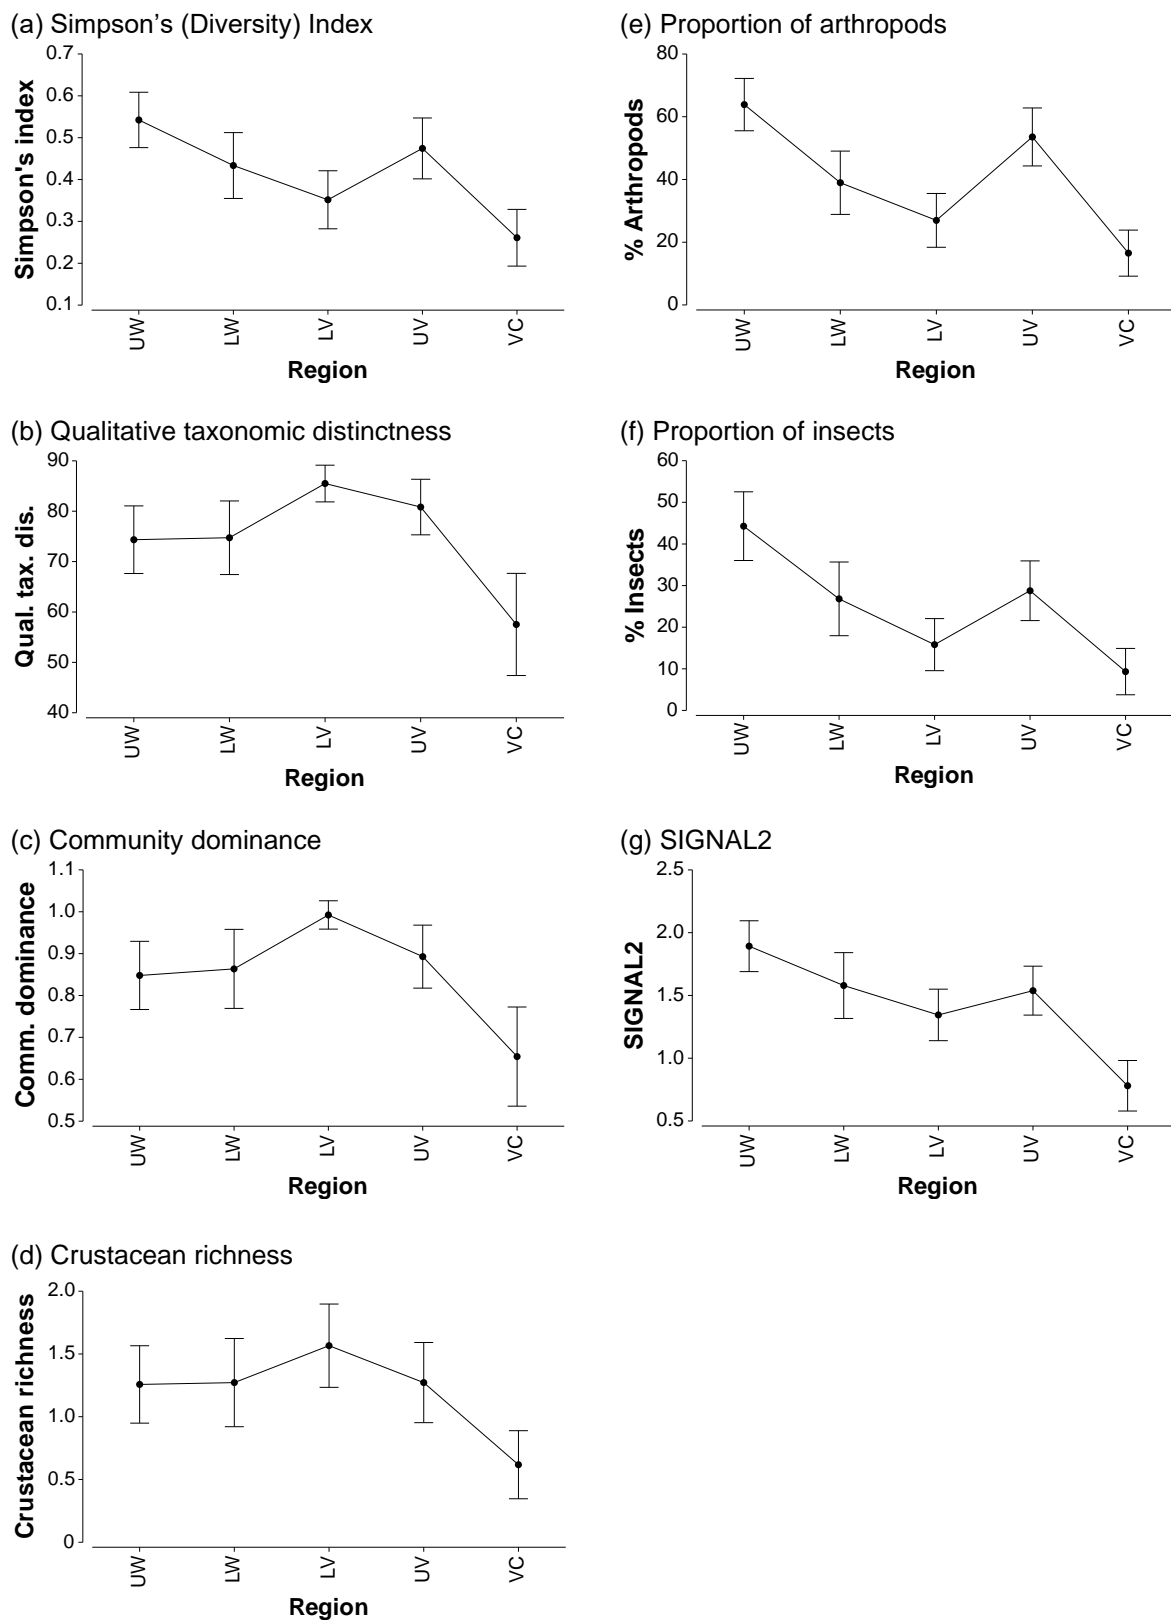 (a) Simpson’s (Diversity) Index
Simpson's index
0.7
0.6
0.5
0.4
0.3
0.2
0.1
UW
LW
LV
UV
VC
Region
(b) Qualitative taxonomic distinctness
Qual. tax. dis.
90
80
70
60
50
40
UW
LW
LV
UV
VC
Region
(c) Community dominance
Comm. dominance
1.1
1.0
0.9
0.8
0.7
0.6
0.5
UW
LW
LV
UV
VC
Region
(d) Crustacean richness
Crustacean richness
2.0
1.5
1.0
0.5
0
UW
LW
LV
UV
VC
Region
(e) Proportion of arthropods
% Arthropods
80
60
40
20
0
UW
LW
LV
UV
VC
Region
(f) Proportion of insects
% Insects
60
50
40
30
20
10
0
UW
LW
LV
UV
VC
Region
(g) SIGNAL2
SIGNAL2
2.5
2.0
1.5
1.0
0.5
UW
LW
LV
UV
VC
Region